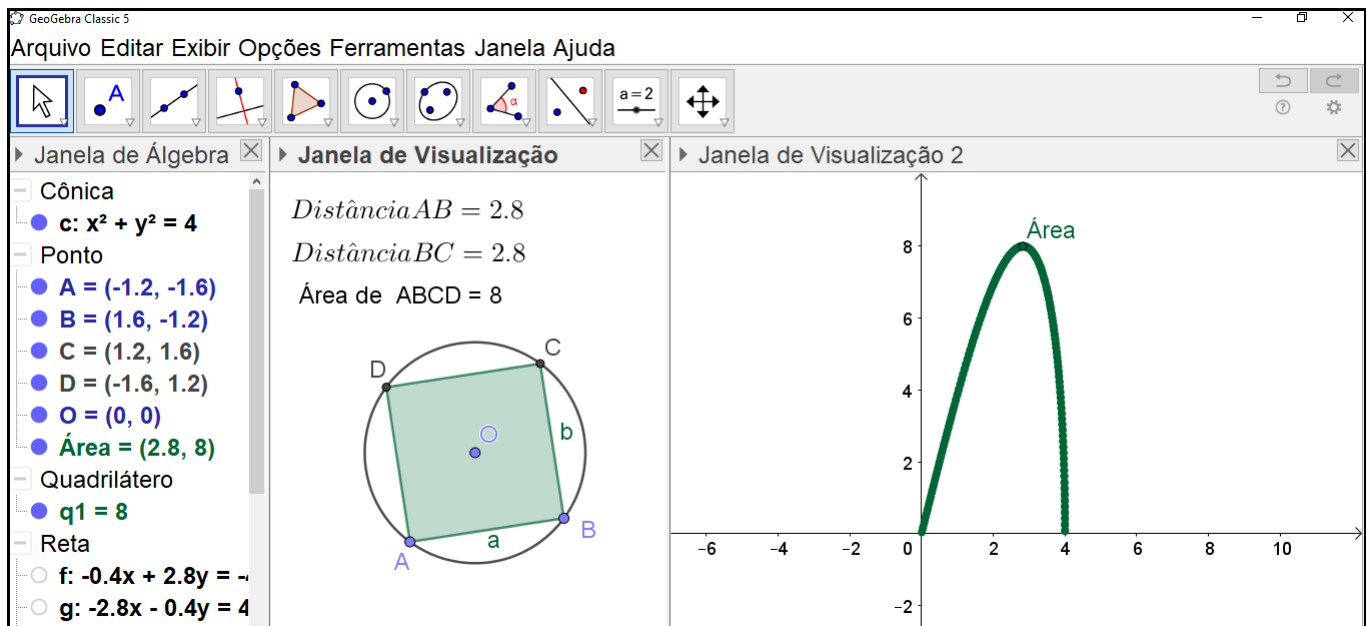 GeoGebra Classic 5
Arquivo Editar Exibir Opções Ferramentas Janela Ajuda
A
α
a=2
Janela de Álgebra
Cônica
c: x² + y² = 4
Ponto
A = (-1.2, -1.6)
B = (1.6, -1.2)
C = (1.2, 1.6)
D = (-1.6, 1.2)
O = (0, 0)
Área = (2.8, 8)
Quadrilátero
q1 = 8
Reta
f: -0.4x + 2.8y = -
g: -2.8x - 0.4y = 4
Janela de Visualização
DistânciaAB = 2.8
DistânciaBC = 2.8
Área de ABCD = 8
C
D
O
b
B
a
A
Janela de Visualização 2
Área
8
6
4
2
-6 -4 -2 0 2 4 6 8 10
-2